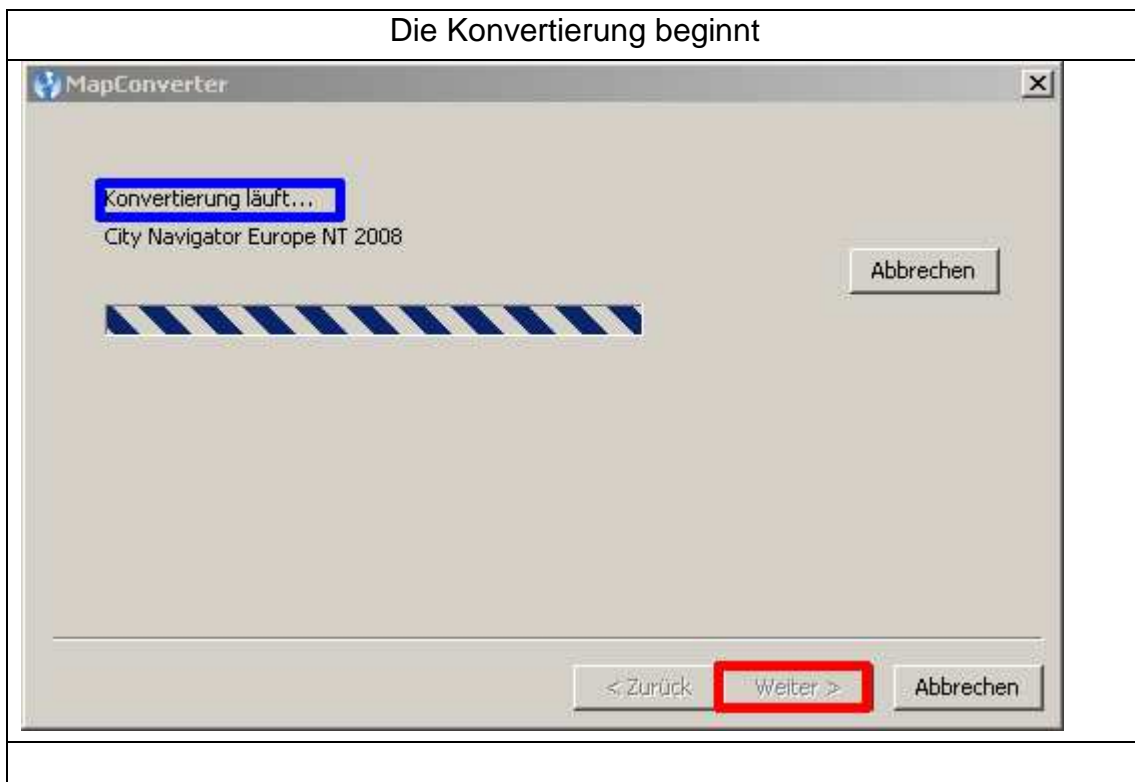 Die Konvertierung beginnt
MapConverter
Konvertierung läuft...
City Navigator Europe NT 2008
Abbrechen
< Zurück Weiter > Abbrechen